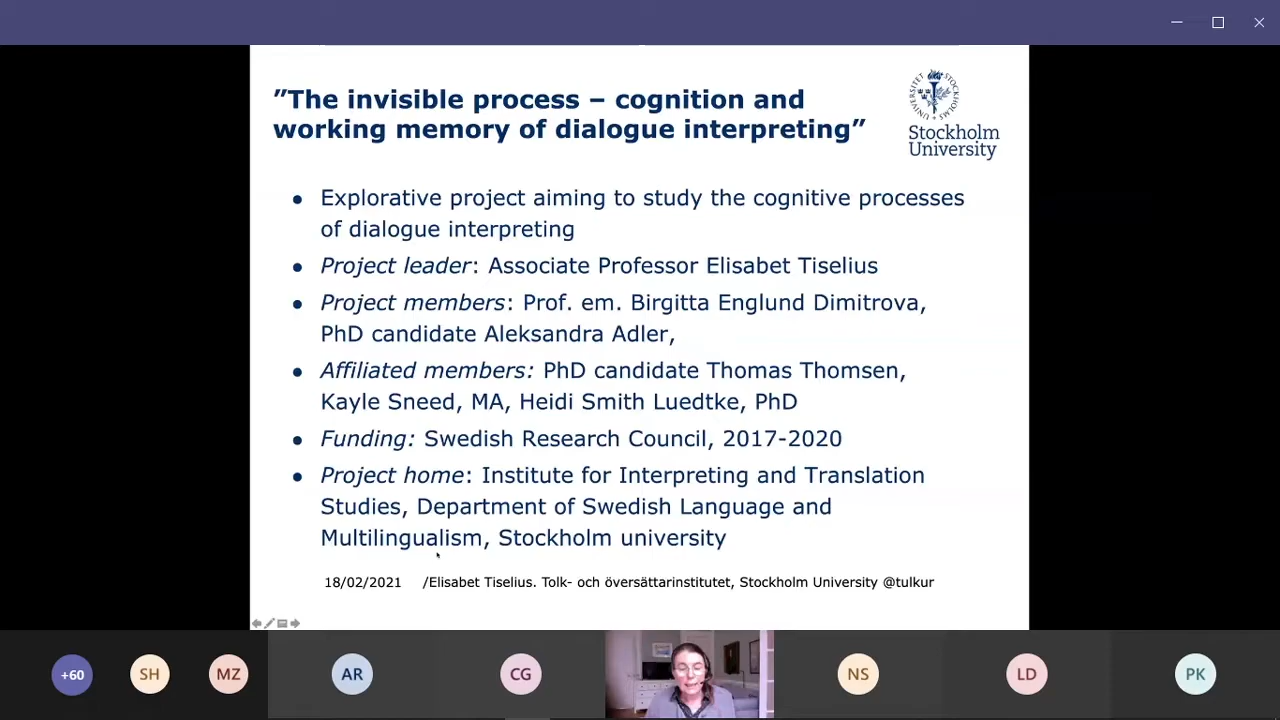 ”The invisible process – cognition and
working memory of dialogue interpreting”
STOCKHOLMS UNIVERSITET
Stockholm
University
• Explorative project aiming to study the cognitive processes
of dialogue interpreting
• Project leader: Associate Professor Elisabet Tiselius
• Project members: Prof. em. Birgitta Englund Dimitrova,
PhD candidate Aleksandra Adler,
• Affiliated members: PhD candidate Thomas Thomsen,
Kayle Sneed, MA, Heidi Smith Luedtke, PhD
• Funding: Swedish Research Council, 2017-2020
• Project home: Institute for Interpreting and Translation
Studies, Department of Swedish Language and
Multilingualism, Stockholm university
18/02/2021 /Elisabet Tiselius. Tolk- och översättarinstitutet, Stockholm University @tulkur
+60 SH MZ AR CG NS LD PK